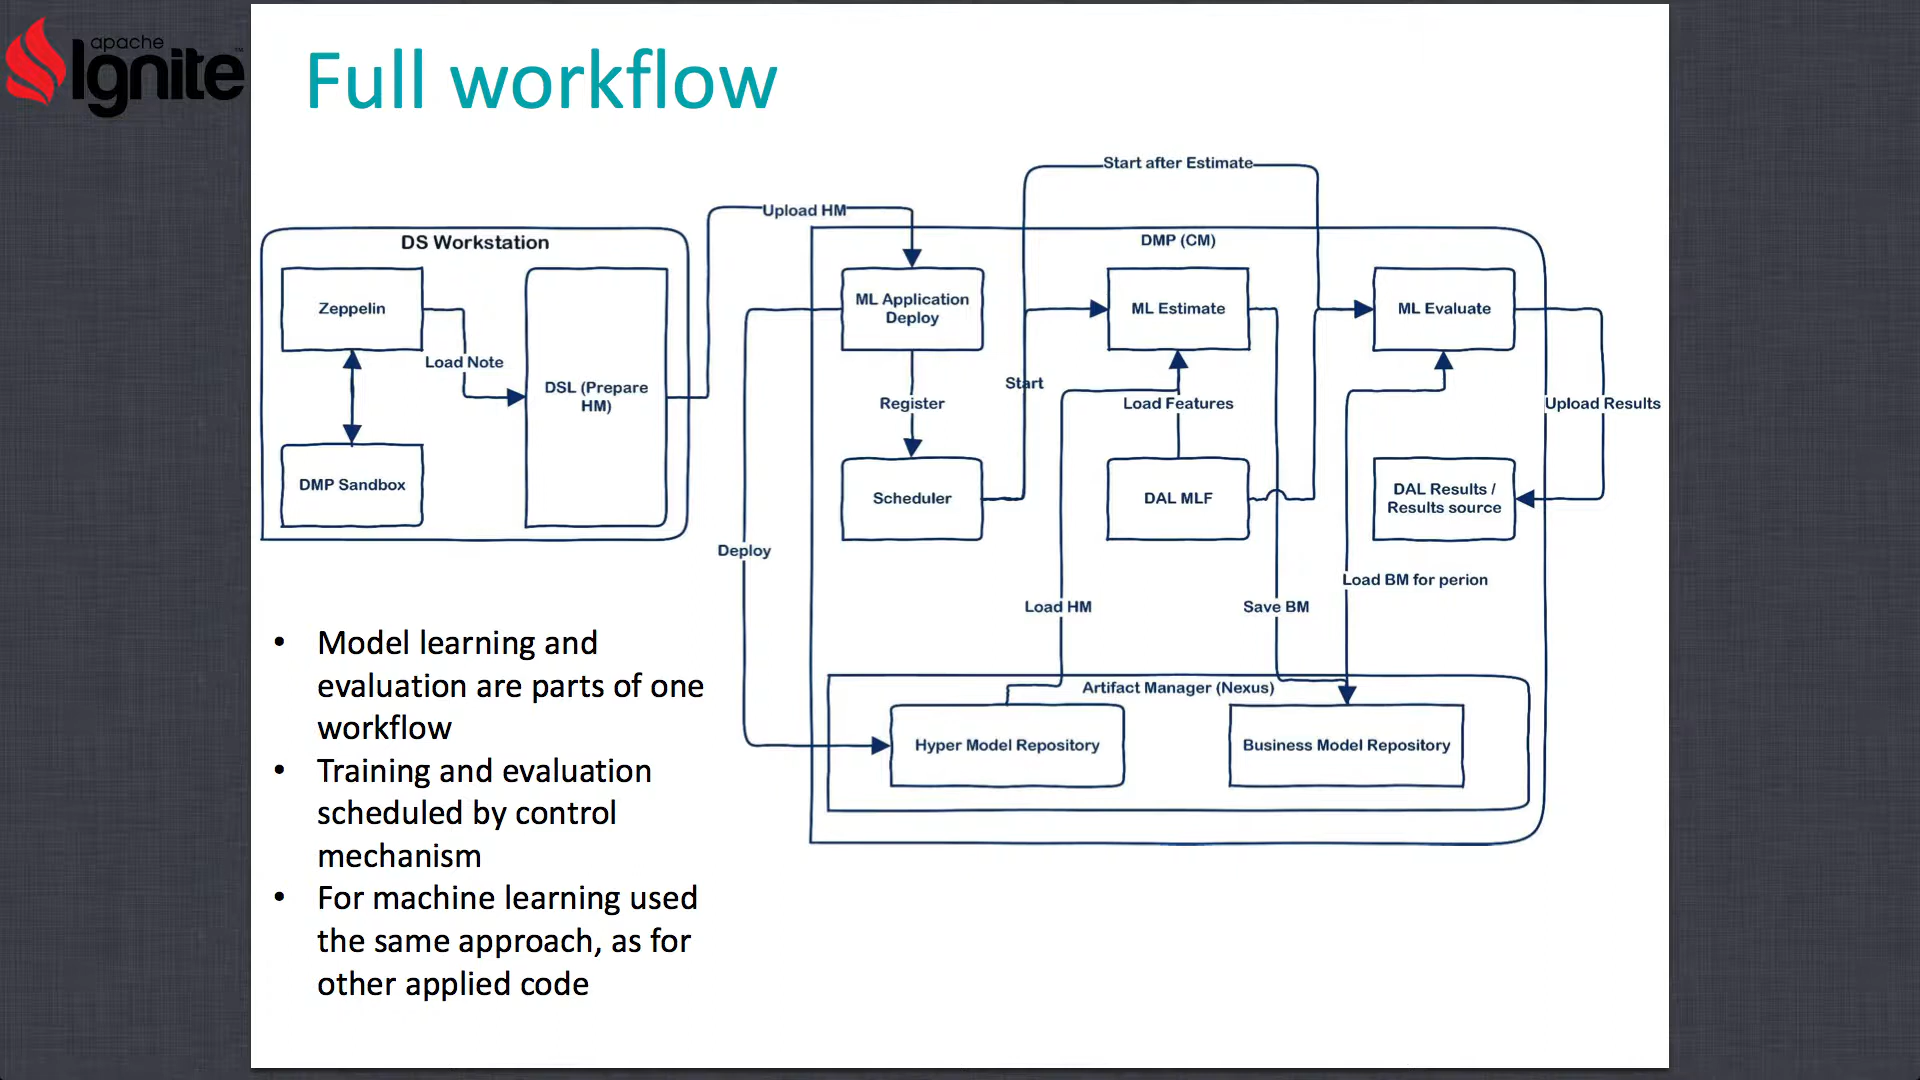 apache
Ignite™
Full workflow
Start after Estimate
Upload HM
DS Workstation
DMP (CM)
Zeppelin
ML Application
Deploy
ML Estimate
ML Evaluate
Load Note
DSL (Prepare
HM)
Start
Register
Load Features
Upload Results
DMP Sandbox
Scheduler
DAL MLF
DAL Results /
Results source
Deploy
Load BM for perion
Load HM
Save BM
Artifact Manager (Nexus)
Hyper Model Repository
Business Model Repository
• Model learning and
evaluation are parts of one
workflow
• Training and evaluation
scheduled by control
mechanism
• For machine learning used
the same approach, as for
other applied code